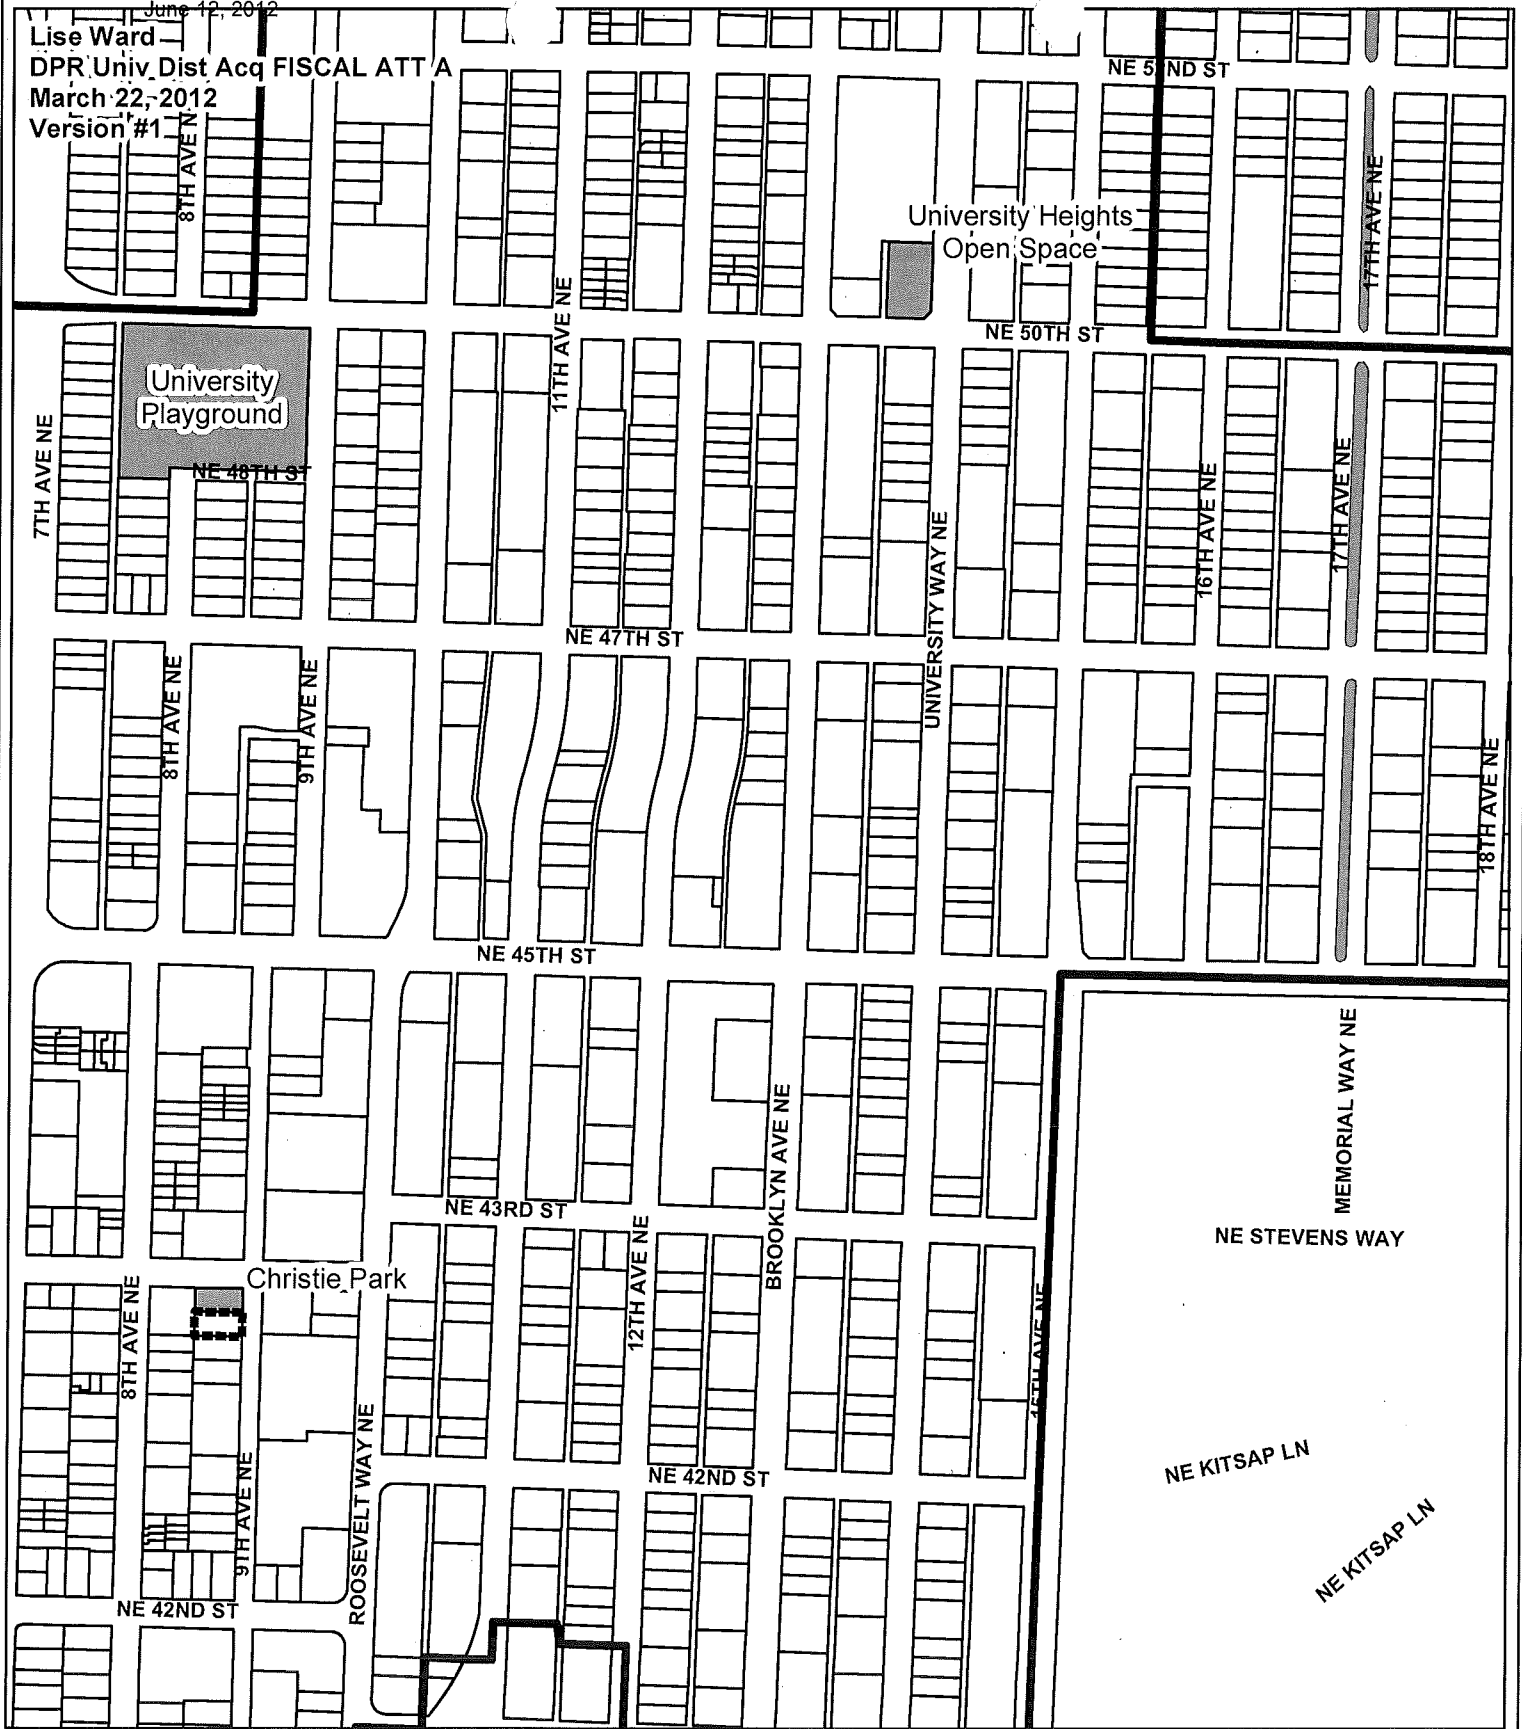 June 12, 2012
Lise Ward
DPR Univ Dist Acq FISCAL ATT A
March 22, 2012
Version #1
NE 52ND ST
8TH AVE N
17TH AVE NE
University Heights
Open Space
11TH AVE NE
NE 50TH ST
University
Playground
7TH AVE NE
NE 48TH ST
16TH AVE NE
17TH AVE NE
UNIVERSITY WAY NE
NE 47TH ST
8TH AVE NE
9TH AVE NE
18TH AVE NE
NE 45TH ST
MEMORIAL WAY NE
BROOKLYN AVE NE
NE 43RD ST
12TH AVE NE
NE STEVENS WAY
Christie Park
8TH AVE NE
15TH AVE NE
ROOSEVELT WAY NE
9TH AVE NE
NE KITSAP LN
NE 42ND ST
NE KITSAP LN
NE 42ND ST